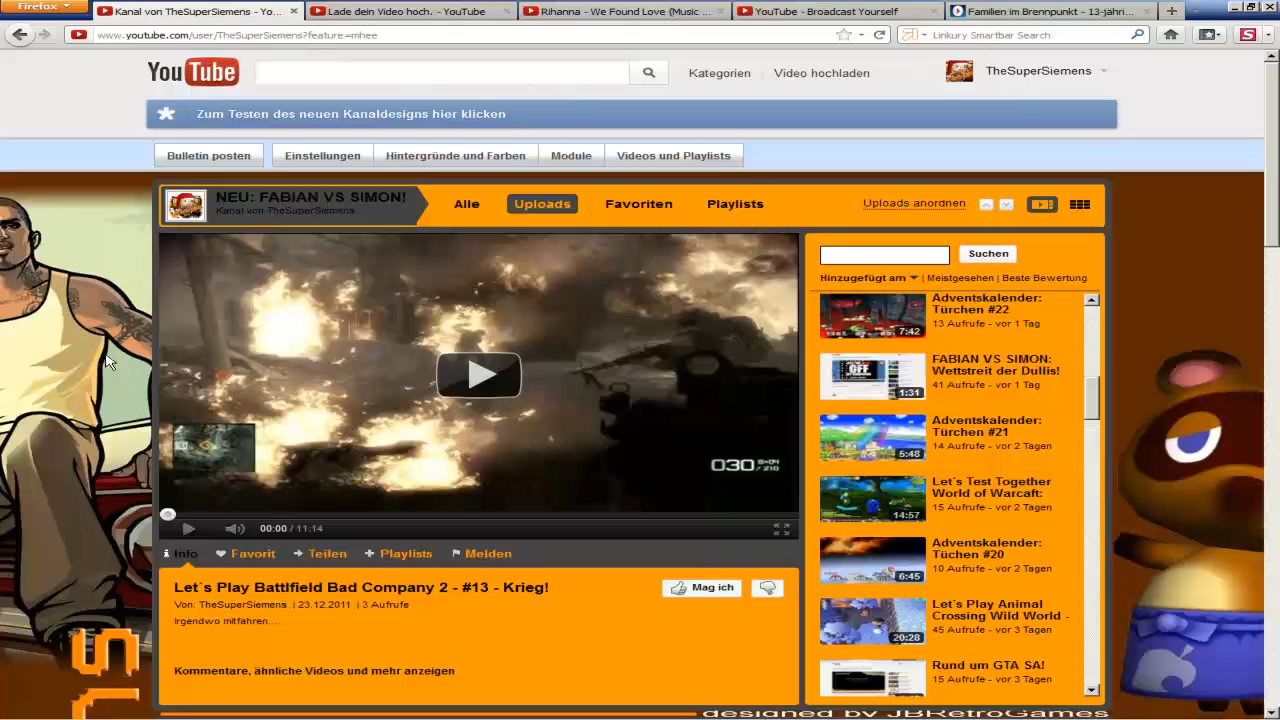 Firefox
Kanal von TheSuperSiemens - Yo...
Lade dein Video hoch. - YouTube
Rihanna - We Found Love (Music ...
YouTube - Broadcast Yourself
Familien im Brennpunkt - 13-jähri...
www.youtube.com/user/TheSuperSiemens?feature=mhee
Linkury Smartbar Search
YouTube
Kategorien
Video hochladen
TheSuperSiemens
Zum Testen des neuen Kanaldesigns hier klicken
Bulletin posten
Einstellungen
Hintergründe und Farben
Module
Videos und Playlists
NEU: FABIAN VS SIMON!
Kanal von TheSuperSiemens
Alle
Uploads
Favoriten
Playlists
Uploads anordnen
Suchen
Hinzugefügt am | Meistgesehen | Beste Bewertung
Adventskalender:
Türchen #22
13 Aufrufe - vor 1 Tag
7:42
FABIAN VS SIMON:
Wettstreit der Dullis!
41 Aufrufe - vor 1 Tag
1:31
Adventskalender:
Türchen #21
14 Aufrufe - vor 2 Tagen
5:48
Let´s Test Together
World of Warcaft:
15 Aufrufe - vor 2 Tagen
14:57
Adventskalender:
Tüchen #20
10 Aufrufe - vor 2 Tagen
6:45
Let´s Play Animal
Crossing Wild World -
45 Aufrufe - vor 3 Tagen
20:28
Rund um GTA SA!
15 Aufrufe - vor 3 Tagen
030
00:00 / 11:14
Info
Favorit
Teilen
Playlists
Melden
Let´s Play Battlfield Bad Company 2 - #13 - Krieg!
Von: TheSuperSiemens | 23.12.2011 | 3 Aufrufe
Irgendwo mitfahren....
Mag ich
Kommentare, ähnliche Videos und mehr anzeigen
designed by JBRetroGames